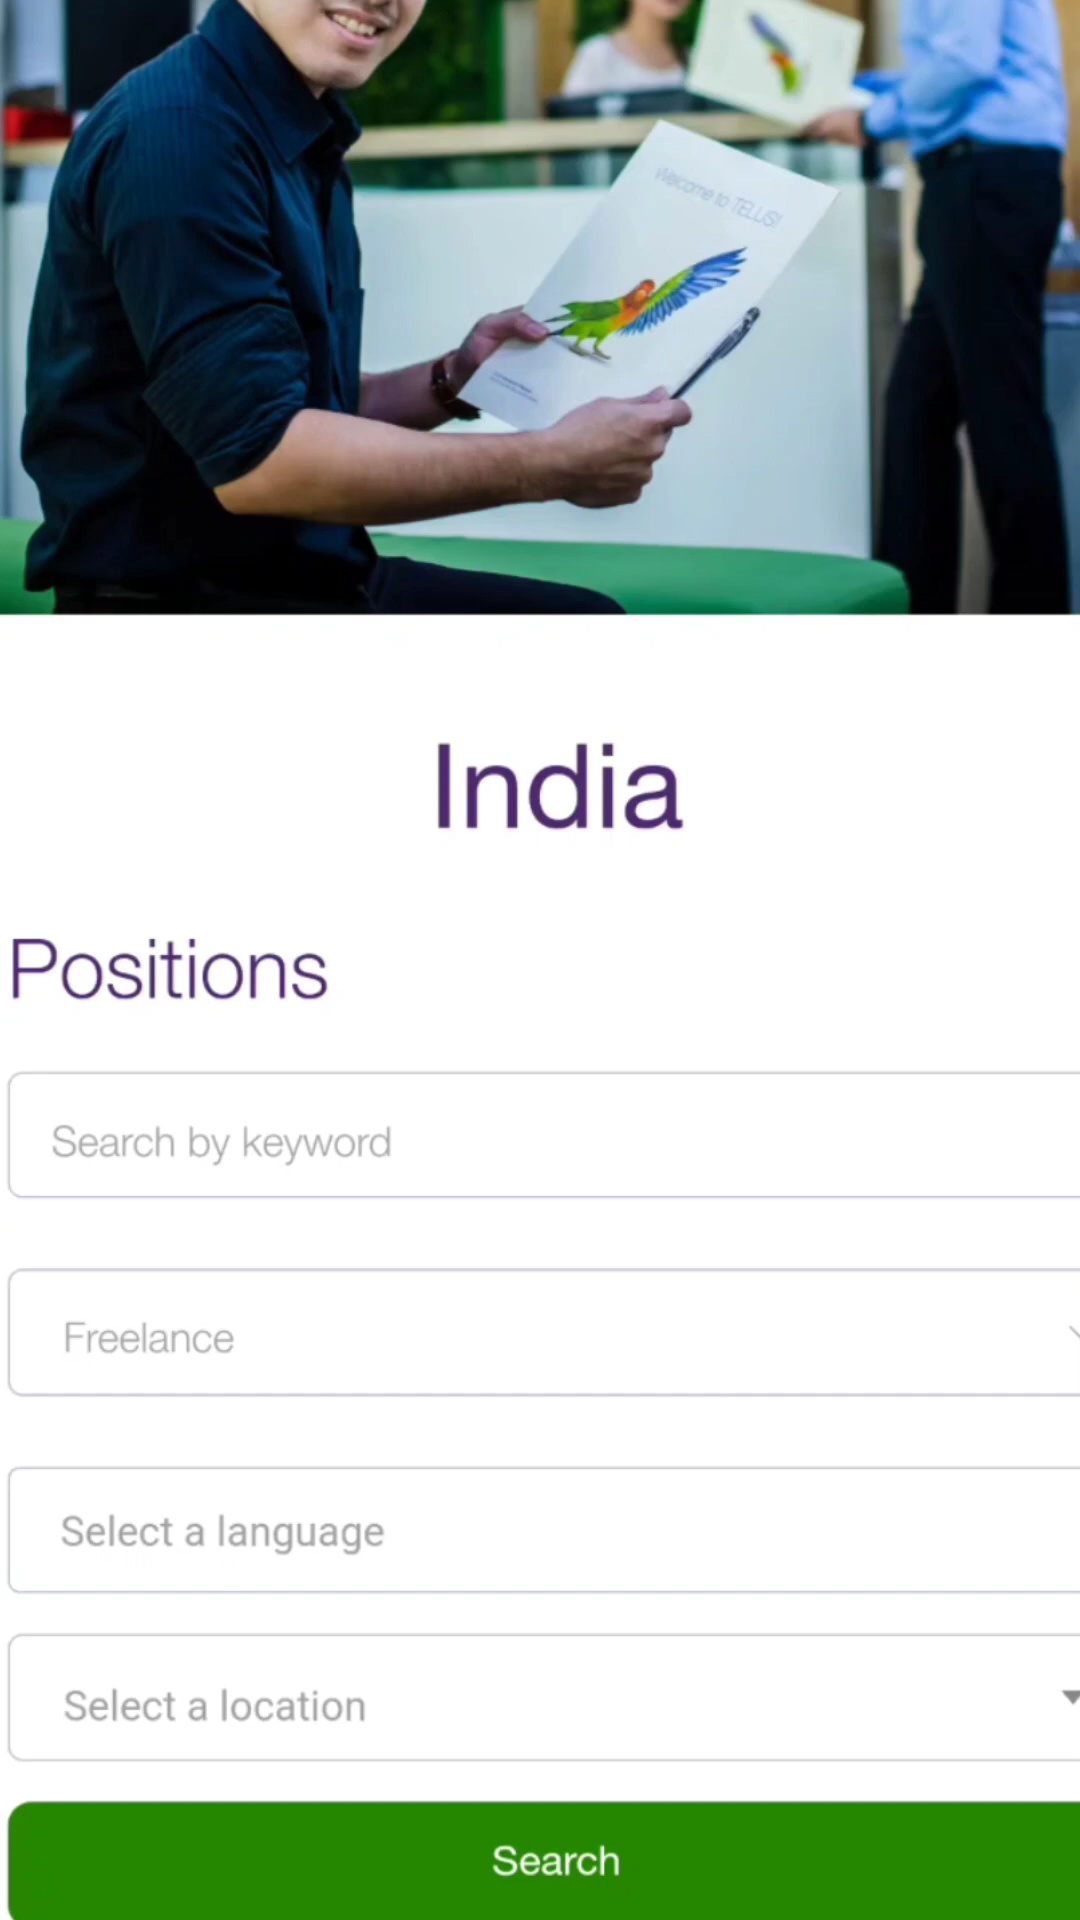 Welcome to TELUS!
India
Positions
Search by keyword
Freelance
Select a language
Select a location
Search